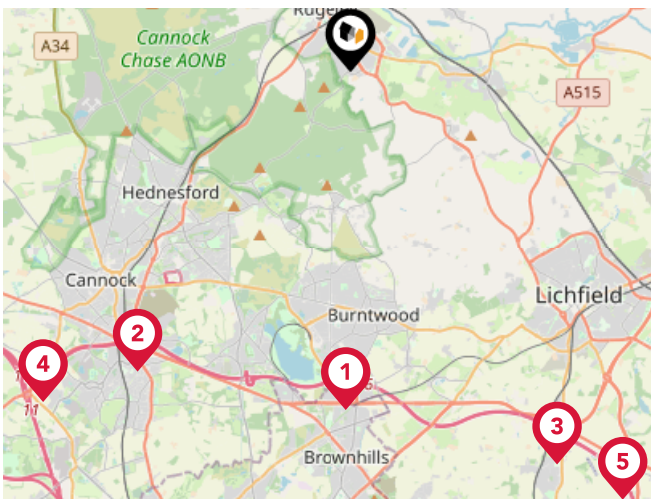 Rugeley
A34
Cannock
Chase AONB
A515
Hednesford
Cannock
Lichfield
Burntwood
2
4
1
11
3
Brownhills
5